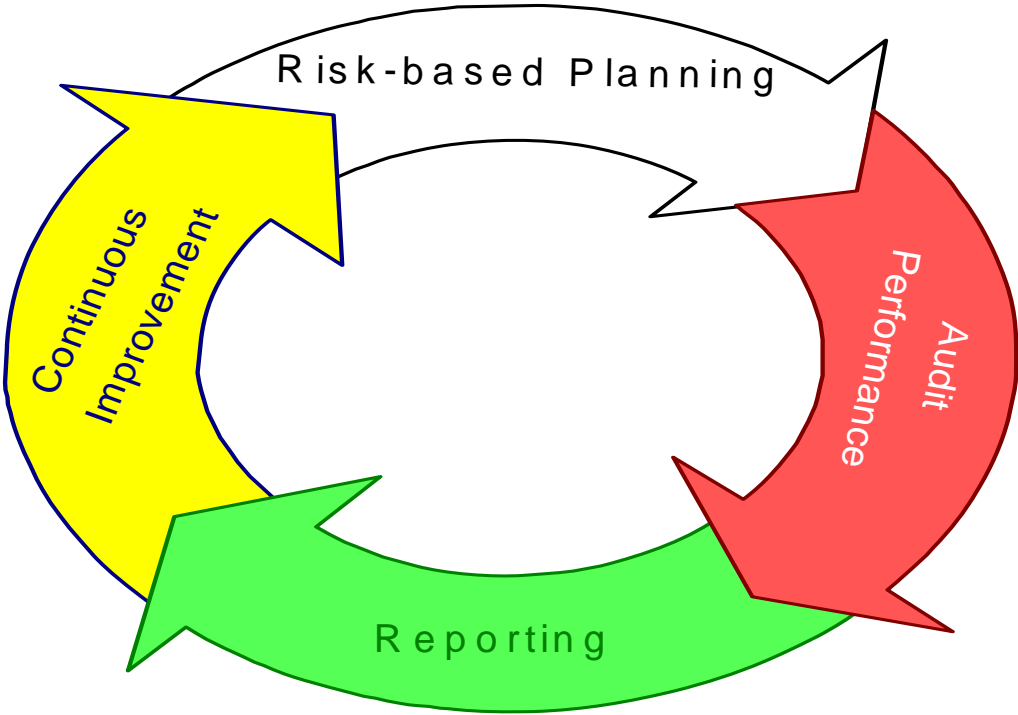 Risk-based Planning
Audit
Performance
Reporting
Continuous
Improvement